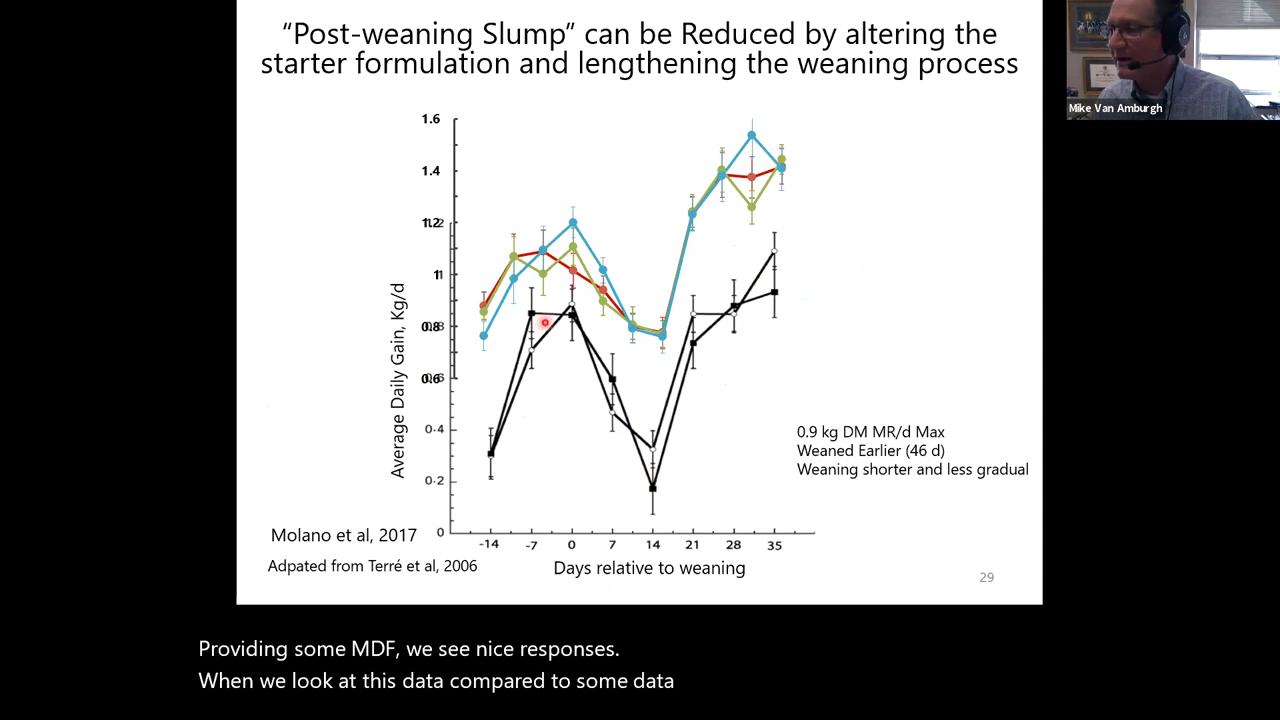 “Post-weaning Slump” can be Reduced by altering the
starter formulation and lengthening the weaning process
Mike Van Amburgh
1.6
1.4
1.2
1
0.8
0.6
0·4
0·2
0
Average Daily Gain, Kg/d
-14 -7 0 7 14 21 28 35
Days relative to weaning
0.9 kg DM MR/d Max
Weaned Earlier (46 d)
Weaning shorter and less gradual
Molano et al, 2017
Adpated from Terré et al, 2006
29
Providing some MDF, we see nice responses.
When we look at this data compared to some data